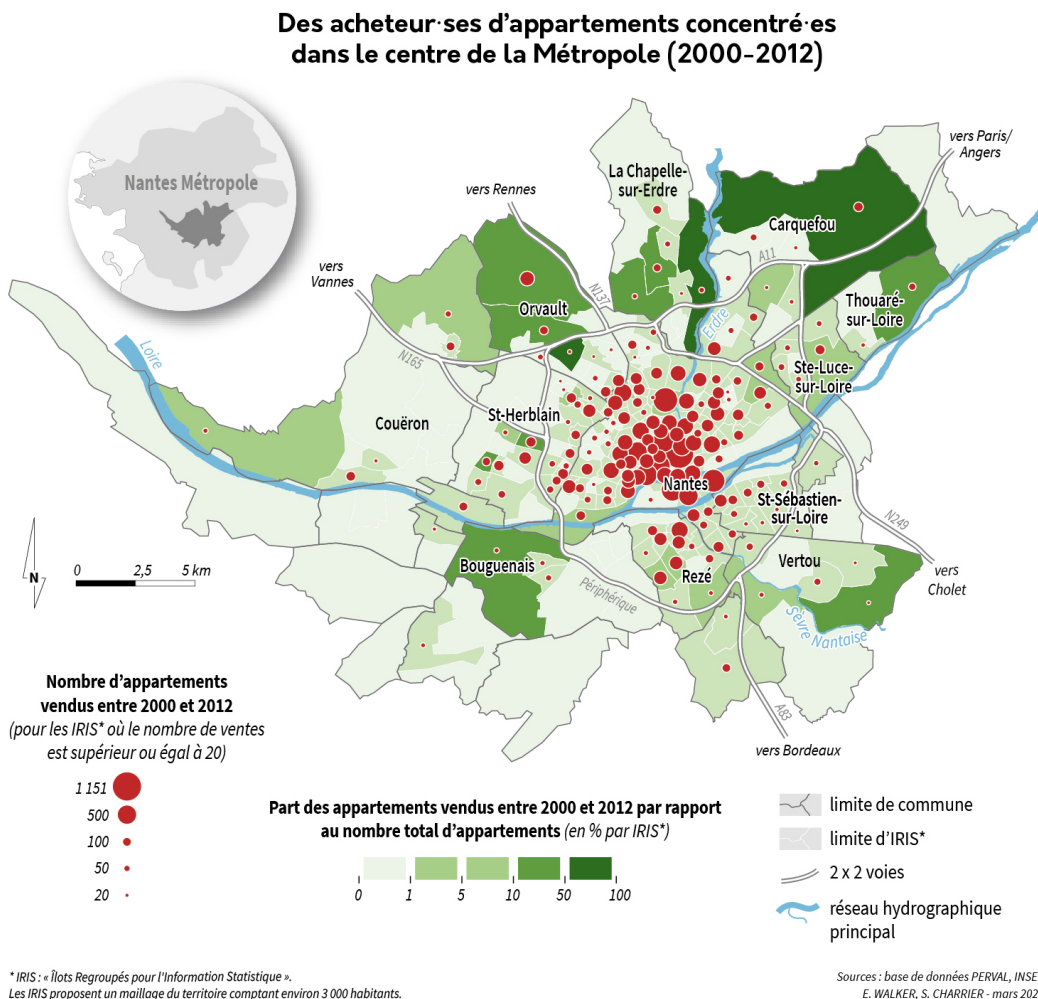 Des acheteur·ses d'appartements concentré·es
dans le centre de la Métropole (2000-2012)
Nantes Métropole
vers Paris/
Angers
La Chapelle-
sur-Erdre
vers Rennes
Carquefou
A11
vers
Vannes
N137
Orvault
Thouaré-
sur-Loire
Erdre
Loire
N165
Ste-Luce-
sur-Loire
Couëron
St-Herblain
Nantes
St-Sébastien-
sur-Loire
N249
N
0 2,5 5 km
Bouguenais
Périphérique
Rezé
Vertou
vers
Cholet
Sèvre Nantaise
A83
vers Bordeaux
Nombre d'appartements
vendus entre 2000 et 2012
(pour les IRIS* où le nombre de ventes
est supérieur ou égal à 20)
1 151
500
100
50
20
Part des appartements vendus entre 2000 et 2012 par rapport
au nombre total d'appartements (en % par IRIS*)
0 1 5 10 50 100
limite de commune
limite d'IRIS*
2 x 2 voies
réseau hydrographique
principal
* IRIS : « Îlots Regroupés pour l'Information Statistique ».
Les IRIS proposent un maillage du territoire comptant environ 3 000 habitants.
Sources : base de données PERVAL, INSE
E. WALKER, S. CHARRIER - mars 202